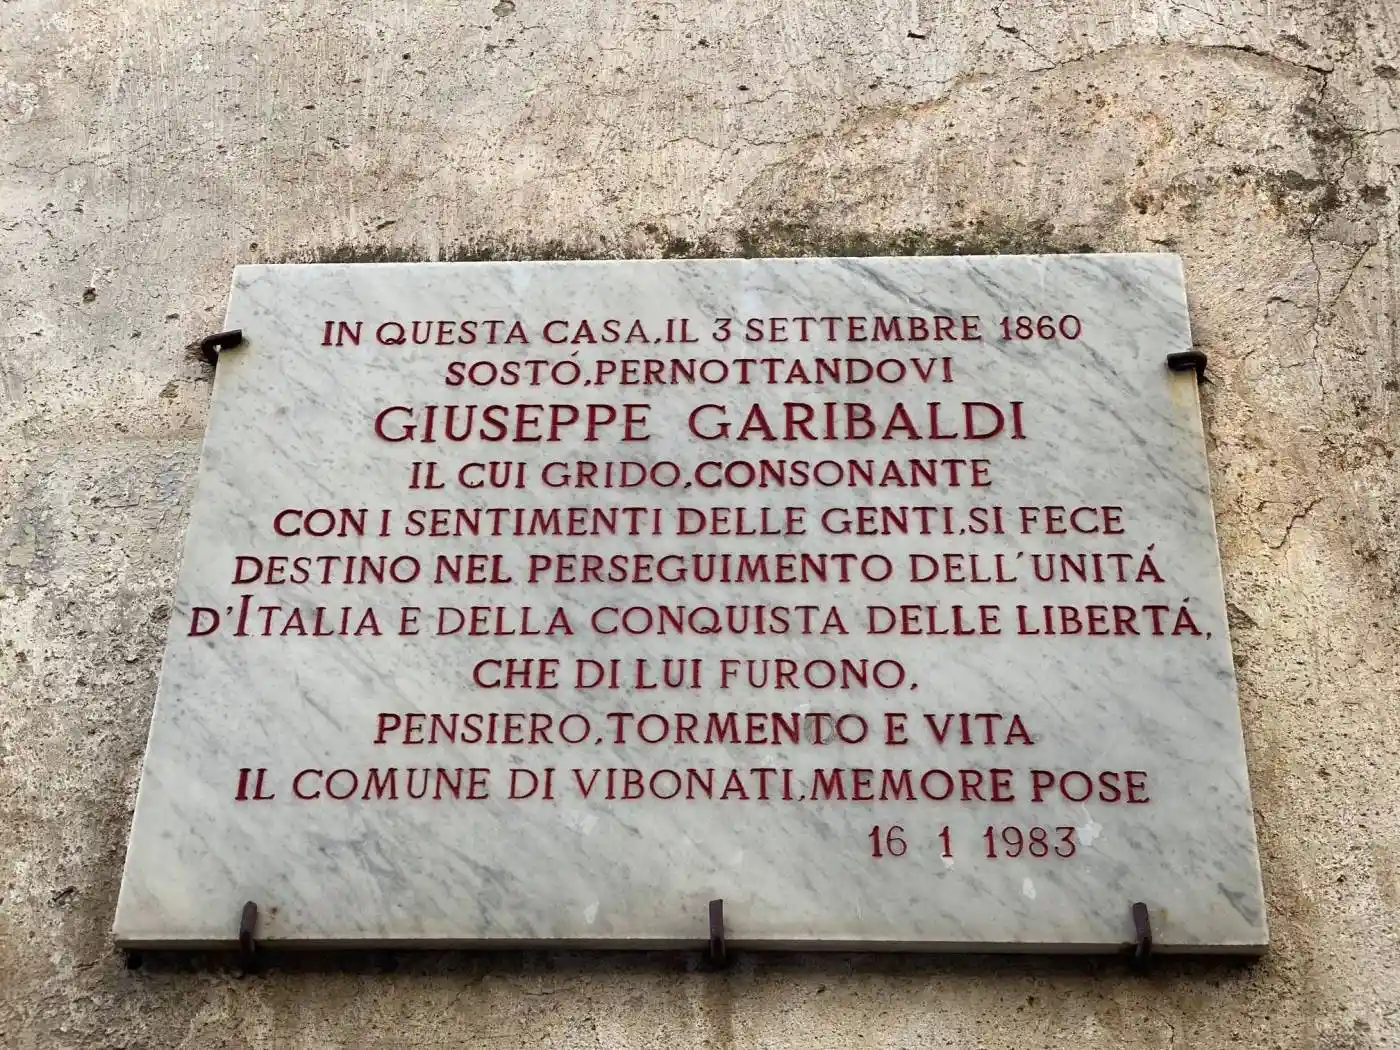 IN QUESTA CASA, IL 3 SETTEMBRE 1860
SOSTÓ, PERNOTTANDOVI
GIUSEPPE GARIBALDI
IL CUI GRIDO, CONSONANTE
CON I SENTIMENTI DELLE GENTI, SI FECE
DESTINO NEL PERSEGUIMENTO DELL'UNITÁ
D'ITALIA E DELLA CONQUISTA DELLE LIBERTÁ,
CHE DI LUI FURONO,
PENSIERO, TORMENTO E VITA
IL COMUNE DI VIBONATI, MEMORE POSE
16 1 1983